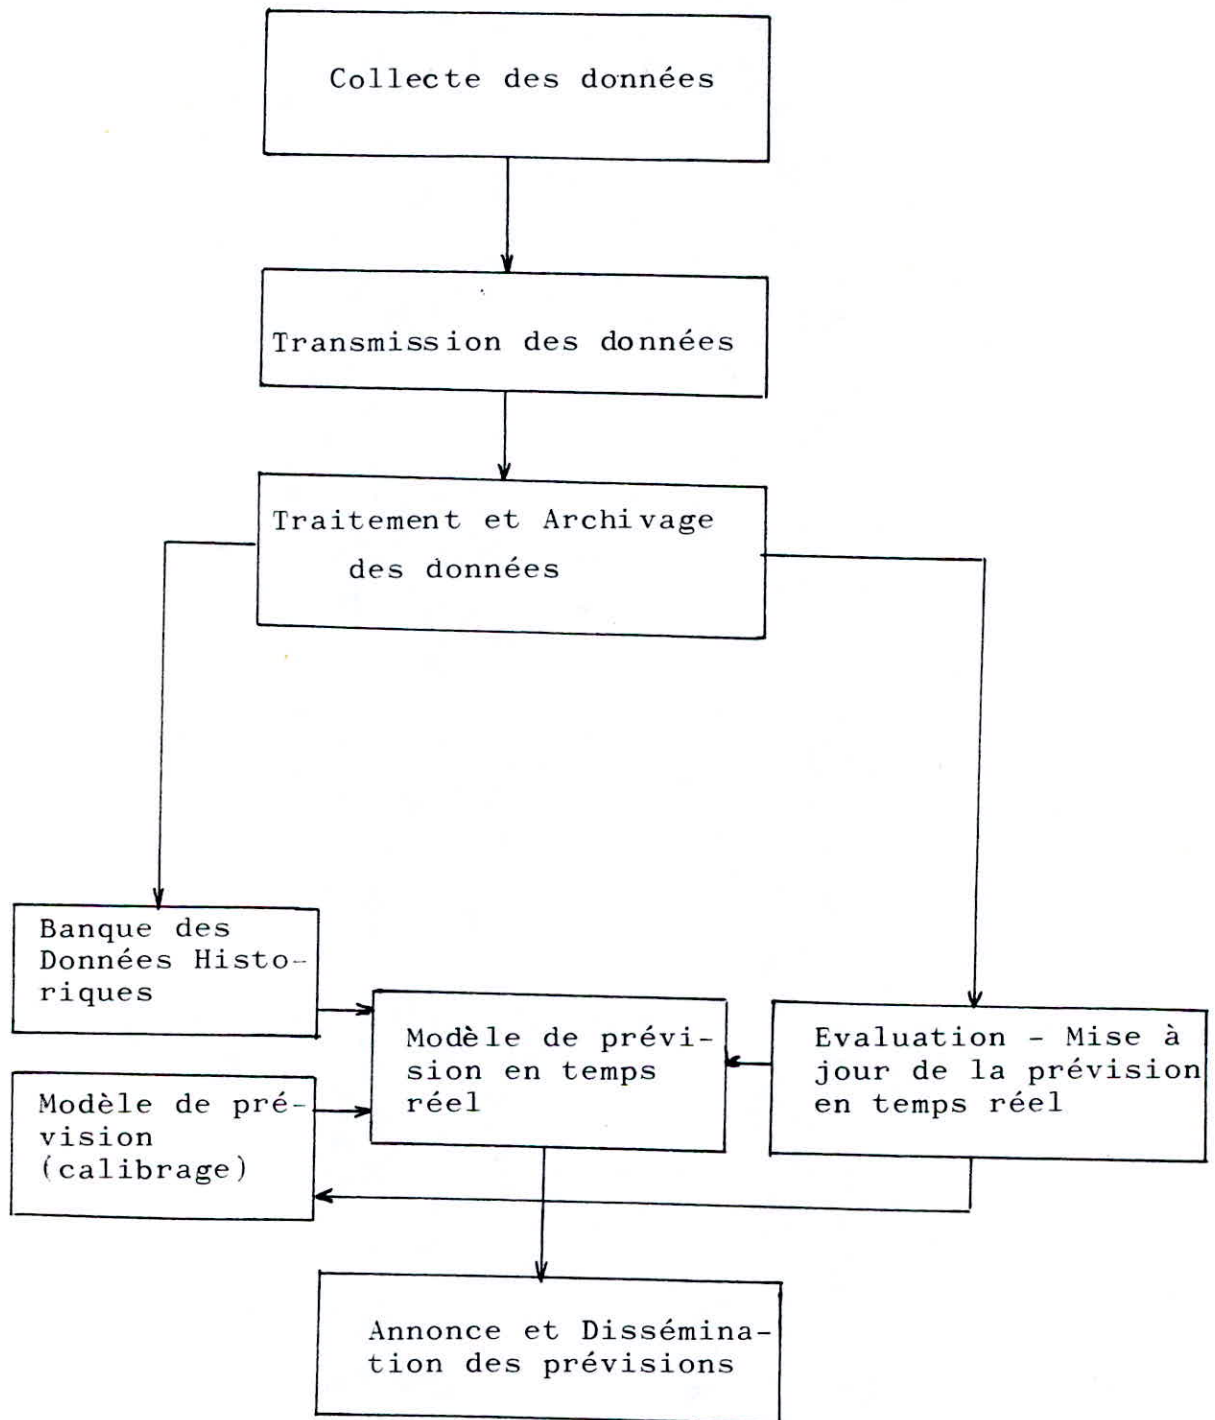 Collecte des données
Transmission des données
Traitement et Archivage
des données
Banque des
Données Histo-
riques
Modèle de prévi-
sion en temps
réel
Evaluation - Mise à
jour de la prévision
en temps réel
Modèle de pré-
vision
(calibrage)
Annonce et Dissémina-
tion des prévisions